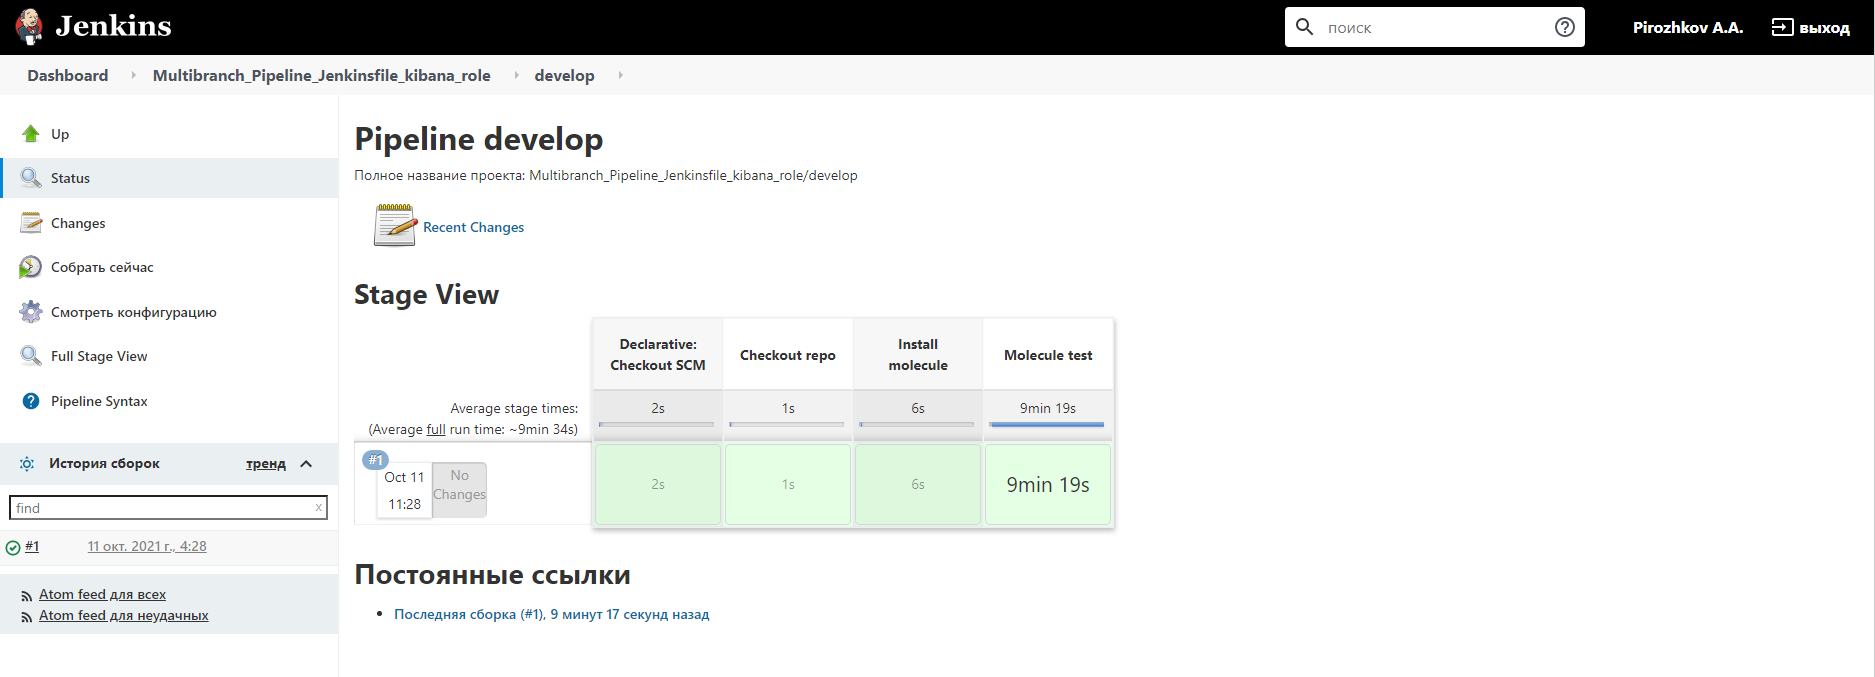 Jenkins
поиск
Pirozhkov A.A.
выход
Dashboard
Multibranch_Pipeline_Jenkinsfile_kibana_role
develop
Up
Status
Changes
Собрать сейчас
Смотреть конфигурацию
Full Stage View
Pipeline Syntax
История сборок
тренд
find
x
#1
11 окт. 2021 г., 4:28
Atom feed для всех
Atom feed для неудачных
Pipeline develop
Полное название проекта: Multibranch_Pipeline_Jenkinsfile_kibana_role/develop
Recent Changes
Stage View
Declarative:
Checkout SCM
Checkout repo
Install
molecule
Molecule test
Average stage times:
(Average full run time: ~9min 34s)
2s
1s
6s
9min 19s
#1
Oct 11
11:28
No
Changes
2s
1s
6s
9min 19s
Постоянные ссылки
Последняя сборка (#1), 9 минут 17 секунд назад